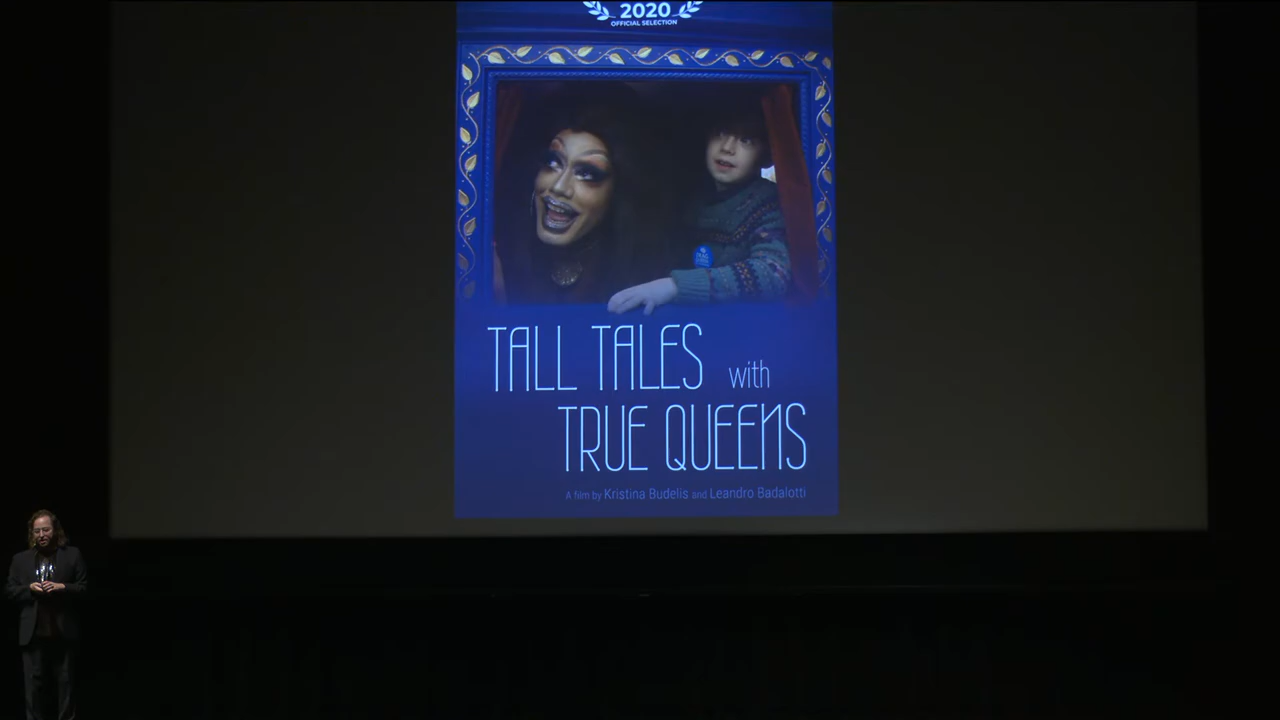 2020
OFFICIAL SELECTION
TALL TALES with
TRUE QUEENS
A film by Kristina Budelis and Leandro Badalotti